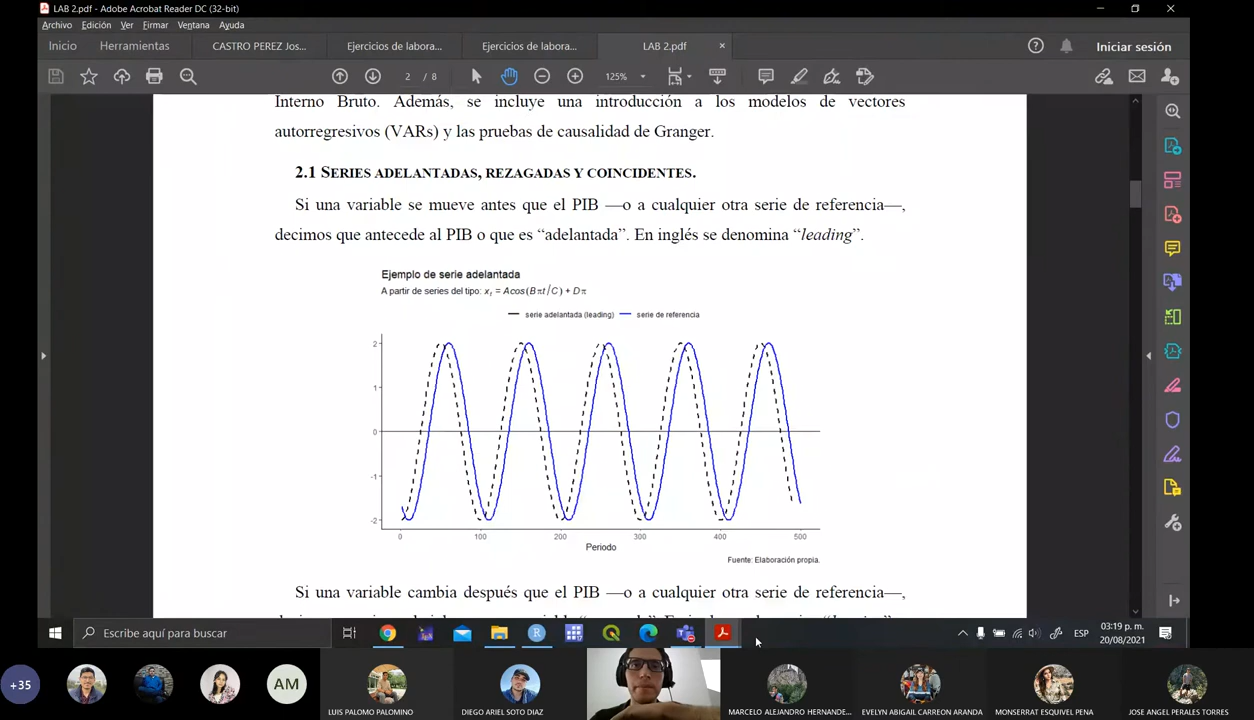 LAB 2.pdf - Adobe Acrobat Reader DC (32-bit)
Archivo Edición Ver Firmar Ventana Ayuda
Inicio Herramientas CASTRO PEREZ Jos... Ejercicios de labora... Ejercicios de labora... LAB 2.pdf × Iniciar sesión
2 / 8 125%
Interno Bruto. Además, se incluye una introducción a los modelos de vectores
autorregresivos (VARs) y las pruebas de causalidad de Granger.
2.1 SERIES ADELANTADAS, REZAGADAS Y COINCIDENTES.
Si una variable se mueve antes que el PIB —o a cualquier otra serie de referencia—,
decimos que antecede al PIB o que es “adelantada”. En inglés se denomina “leading”.
Ejemplo de serie adelantada
A partir de series del tipo: xt = Acos(Bπt/C) + Dπ
serie adelantada (leading) serie de referencia
2
1
0
-1
-2
0 100 200 300 400 500
Periodo
Fuente: Elaboración propia.
Si una variable cambia después que el PIB —o a cualquier otra serie de referencia—,
Escribe aquí para buscar
ESP
03:19 p. m.
20/08/2021
+35
AM
LUIS PALOMO PALOMINO
DIEGO ARIEL SOTO DIAZ
MARCELO ALEJANDRO HERNANDE...
EVELYN ABIGAIL CARREON ARANDA
MONSERRAT ESQUIVEL PENA
JOSE ANGEL PERALES TORRES